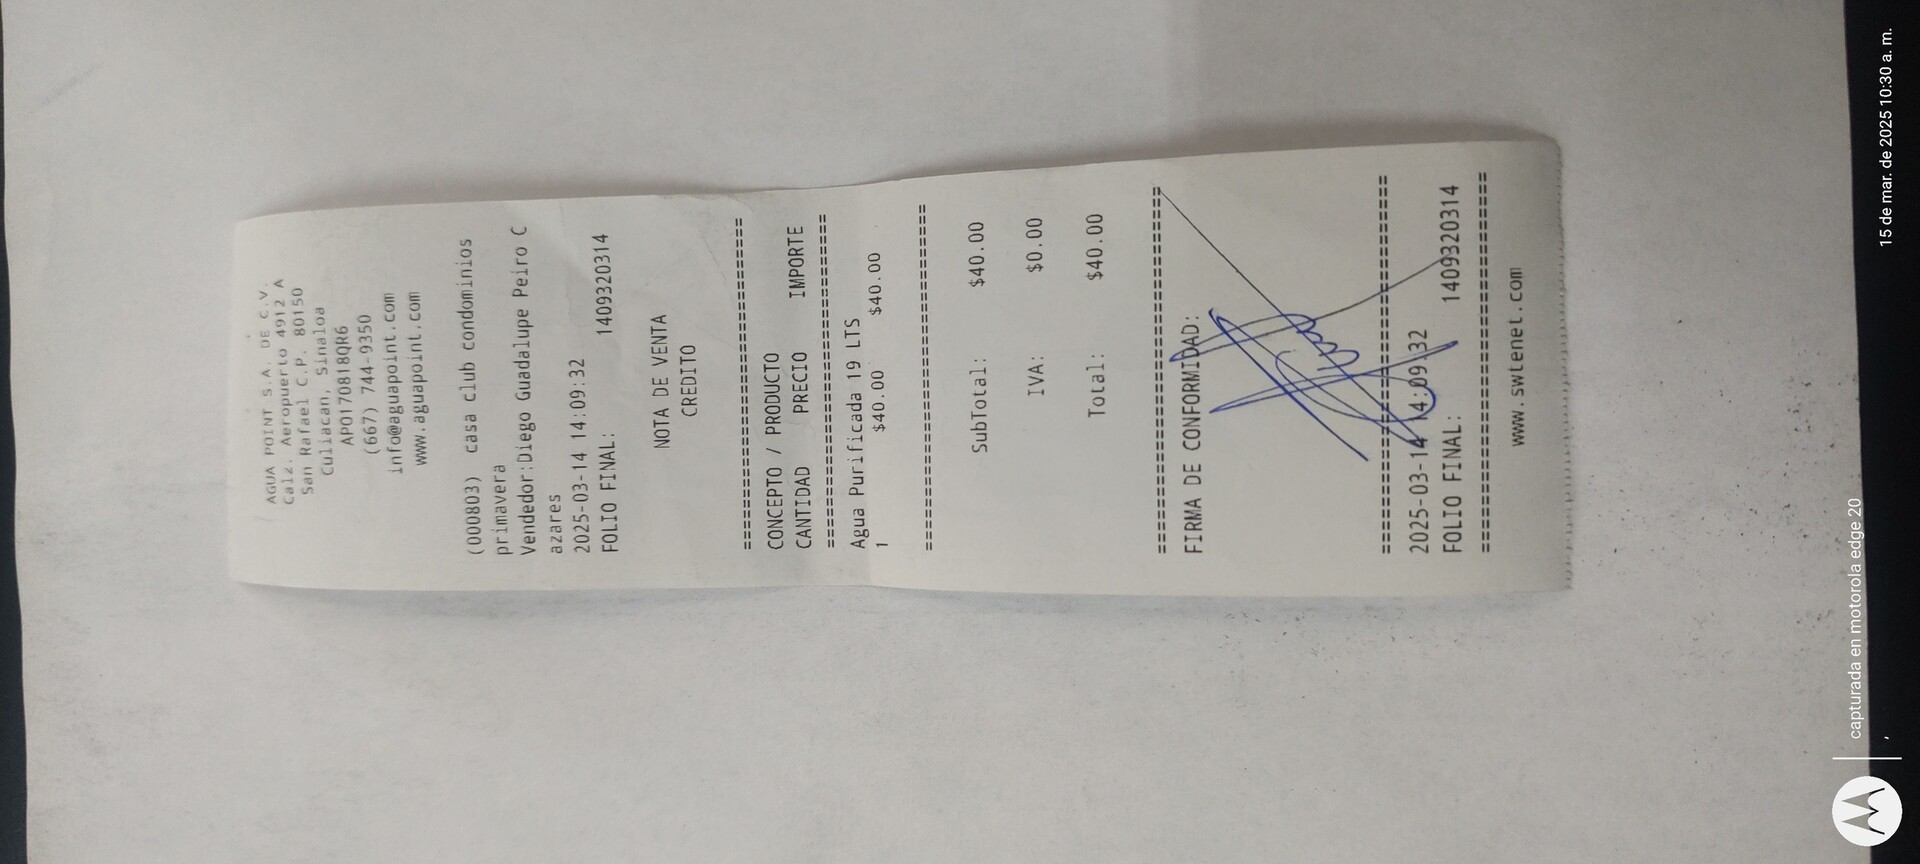 AGUA POINT S.A. DE C.V.
Calz. Aeropuerto 4912 A
San Rafael C.P. 80150
Culiacan, Sinaloa
APO170818QR6
(667) 744-9350
info@aguapoint.com
www.aguapoint.com
(000803) casa club condominios
primavera
Vendedor:Diego Guadalupe Peiro C
azares
2025-03-14 14:09:32
FOLIO FINAL: 1409320314
NOTA DE VENTA
CREDITO
================================
CONCEPTO / PRODUCTO
CANTIDAD PRECIO IMPORTE
================================
Agua Purificada 19 LTS
1 $40.00 $40.00
================================
SubTotal: $40.00
IVA: $0.00
Total: $40.00
================================
FIRMA DE CONFORMIDAD:
================================
2025-03-14 14:09:32
FOLIO FINAL: 1409320314
================================
www.swtenet.com
capturada en motorola edge 20
,
15 de mar. de 2025 10:30 a. m.